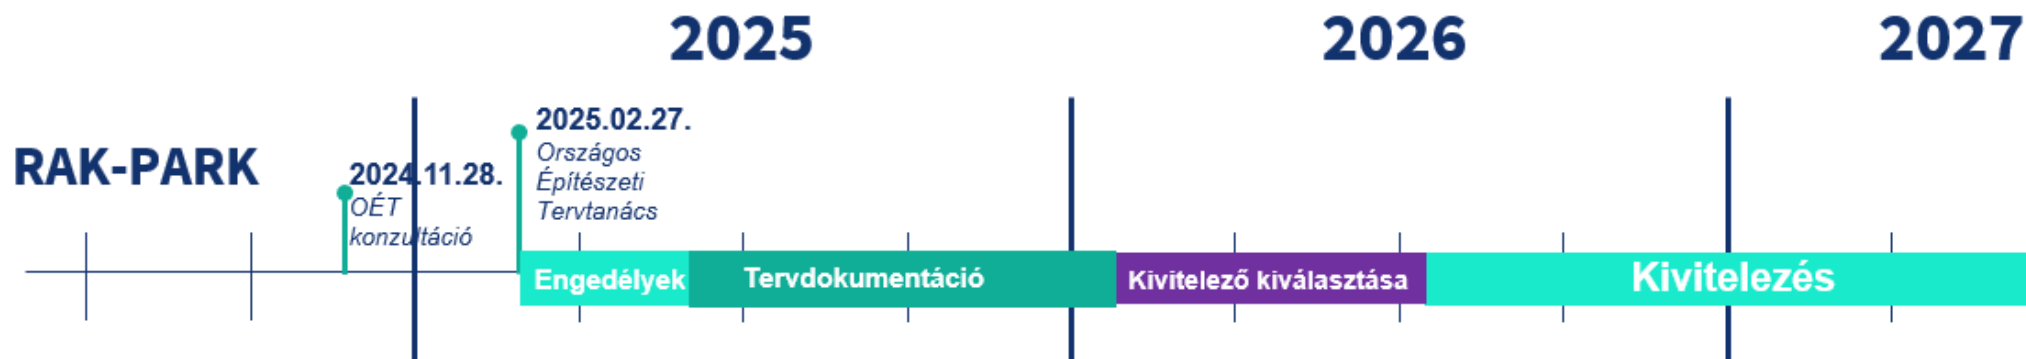 2025
2026
2027
RAK-PARK
2024.11.28.
OÉT
konzultáció
2025.02.27.
Országos
Építészeti
Tervtanács
Engedélyek
Tervdokumentáció
Kivitelező kiválasztása
Kivitelezés